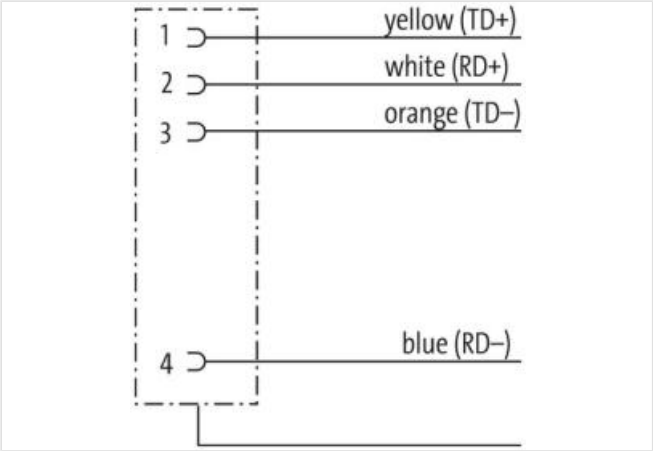 1 yellow (TD+)
2 white (RD+)
3 orange (TD–)
4 blue (RD–)